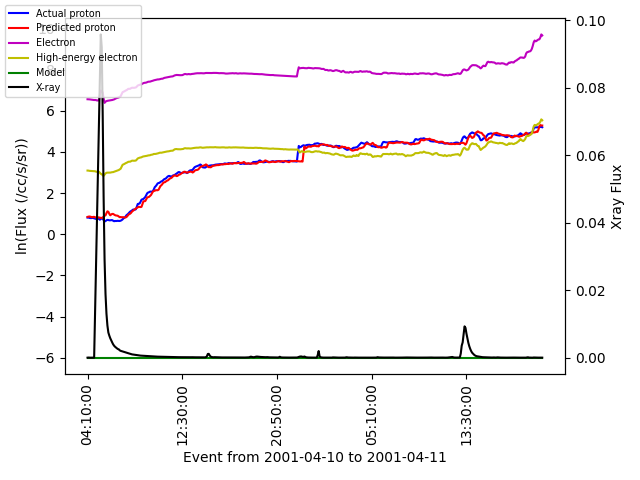 Actual proton
Predicted proton
Electron
High-energy electron
Model
X-ray
6
4
2
0
−2
−4
−6
ln(Flux (/cc/s/sr))
0.10
0.08
0.06
0.04
0.02
0.00
Xray Flux
04:10:00
12:30:00
20:50:00
05:10:00
13:30:00
Event from 2001-04-10 to 2001-04-11